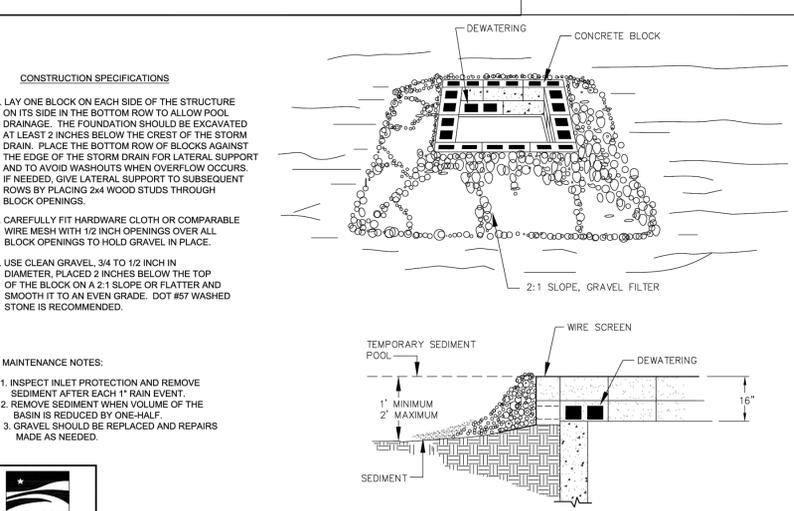 CONSTRUCTION SPECIFICATIONS
. LAY ONE BLOCK ON EACH SIDE OF THE STRUCTURE
ON ITS SIDE IN THE BOTTOM ROW TO ALLOW POOL
DRAINAGE. THE FOUNDATION SHOULD BE EXCAVATED
AT LEAST 2 INCHES BELOW THE CREST OF THE STORM
DRAIN. PLACE THE BOTTOM ROW OF BLOCKS AGAINST
THE EDGE OF THE STORM DRAIN FOR LATERAL SUPPORT
AND TO AVOID WASHOUTS WHEN OVERFLOW OCCURS.
IF NEEDED, GIVE LATERAL SUPPORT TO SUBSEQUENT
ROWS BY PLACING 2x4 WOOD STUDS THROUGH
BLOCK OPENINGS.
. CAREFULLY FIT HARDWARE CLOTH OR COMPARABLE
WIRE MESH WITH 1/2 INCH OPENINGS OVER ALL
BLOCK OPENINGS TO HOLD GRAVEL IN PLACE.
. USE CLEAN GRAVEL, 3/4 TO 1/2 INCH IN
DIAMETER, PLACED 2 INCHES BELOW THE TOP
OF THE BLOCK ON A 2:1 SLOPE OR FLATTER AND
SMOOTH IT TO AN EVEN GRADE. DOT #57 WASHED
STONE IS RECOMMENDED.
MAINTENANCE NOTES:
1. INSPECT INLET PROTECTION AND REMOVE
SEDIMENT AFTER EACH 1" RAIN EVENT.
2. REMOVE SEDIMENT WHEN VOLUME OF THE
BASIN IS REDUCED BY ONE-HALF.
3. GRAVEL SHOULD BE REPLACED AND REPAIRS
MADE AS NEEDED.
DEWATERING
CONCRETE BLOCK
2:1 SLOPE, GRAVEL FILTER
WIRE SCREEN
TEMPORARY SEDIMENT
POOL
DEWATERING
1' MINIMUM
2' MAXIMUM
16"
SEDIMENT